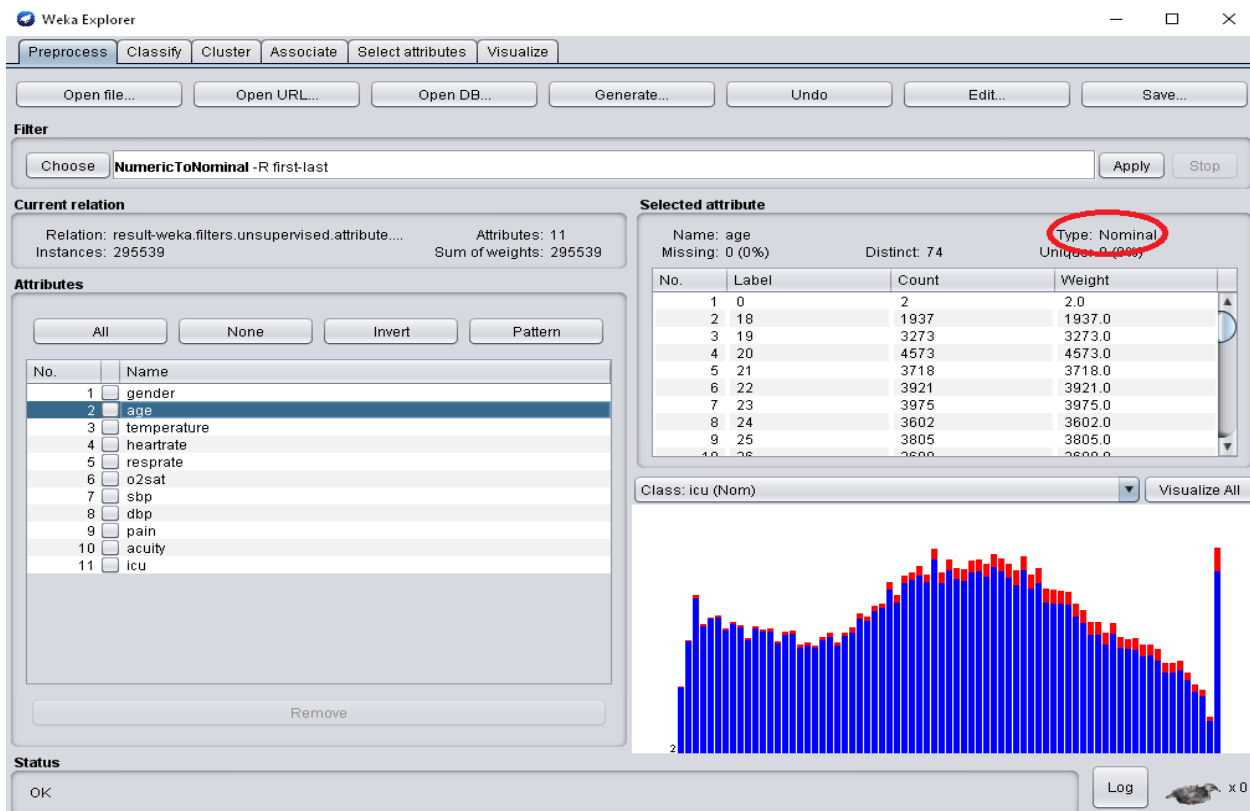 Weka Explorer
Preprocess Classify Cluster Associate Select attributes Visualize
Open file... Open URL... Open DB... Generate... Undo Edit... Save...
Filter
Choose NumericToNominal -R first-last Apply Stop
Current relation
Relation: result-weka.filters.unsupervised.attribute.... Attributes: 11
Instances: 295539 Sum of weights: 295539
Attributes
All None Invert Pattern
No. Name
1 gender
2 age
3 temperature
4 heartrate
5 resprate
6 o2sat
7 sbp
8 dbp
9 pain
10 acuity
11 icu
Remove
Selected attribute
Name: age Type: Nominal
Missing: 0 (0%) Distinct: 74 Unique: 0 (0%)
No. Label Count Weight
1 0 2 2.0
2 18 1937 1937.0
3 19 3273 3273.0
4 20 4573 4573.0
5 21 3718 3718.0
6 22 3921 3921.0
7 23 3975 3975.0
8 24 3602 3602.0
9 25 3805 3805.0
10 26
Class: icu (Nom) Visualize All
2
Status
OK Log x 0